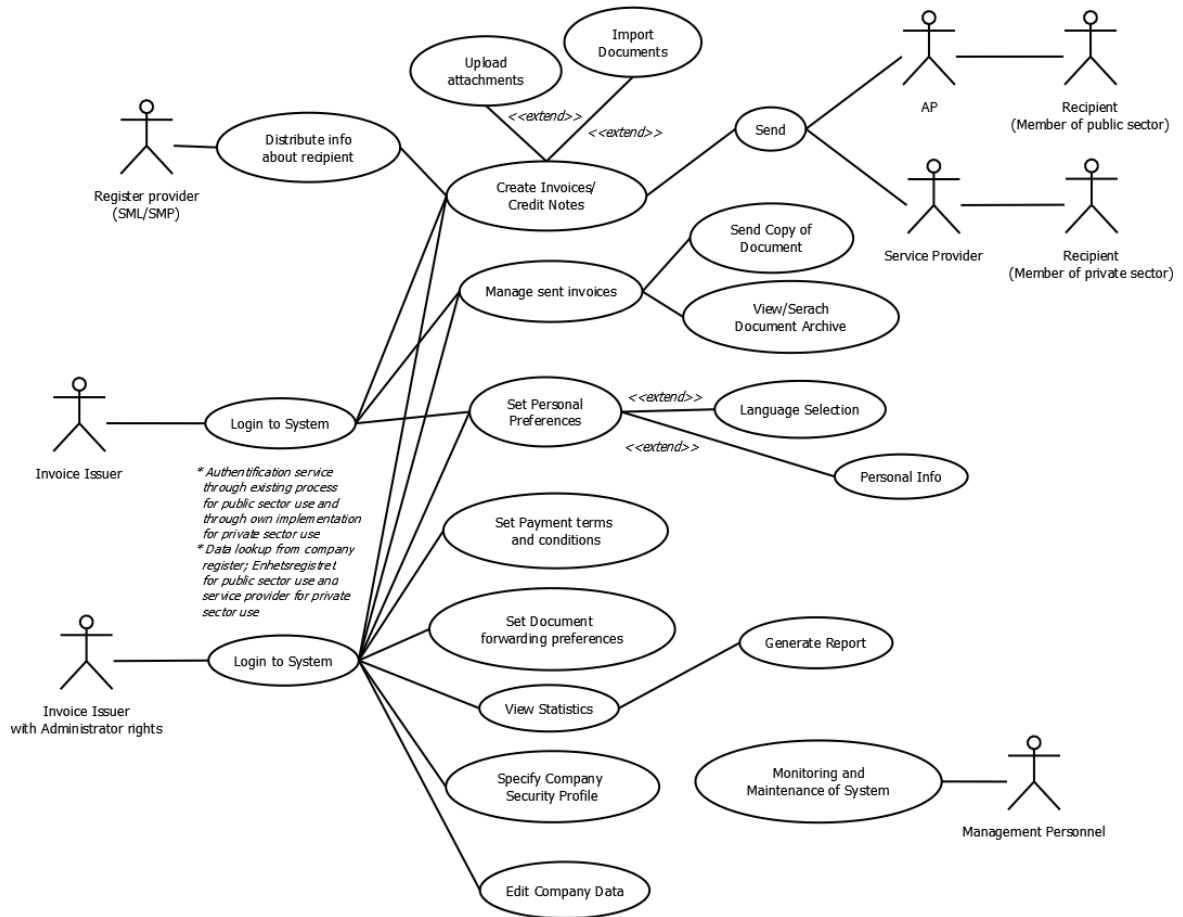 Import
Documents
Upload
attachments
<<extend>>
<<extend>>
AP
Recipient
(Member of public sector)
Send
Distribute info
about recipient
Register provider
(SML/SMP)
Create Invoices/
Credit Notes
Service Provider
Recipient
(Member of private sector)
Send Copy of
Document
Manage sent invoices
View/Serach
Document Archive
Invoice Issuer
Login to System
Set Personal
Preferences
<<extend>>
<<extend>>
Language Selection
Personal Info
* Authentification service
through existing process
for public sector use and
through own implementation
for private sector use
* Data lookup from company
register; Enhetsregistret
for public sector use and
service provider for private
sector use
Set Payment terms
and conditions
Set Document
forwarding preferences
Generate Report
Login to System
Invoice Issuer
with Administrator rights
View Statistics
Specify Company
Security Profile
Monitoring and
Maintenance of System
Management Personnel
Edit Company Data